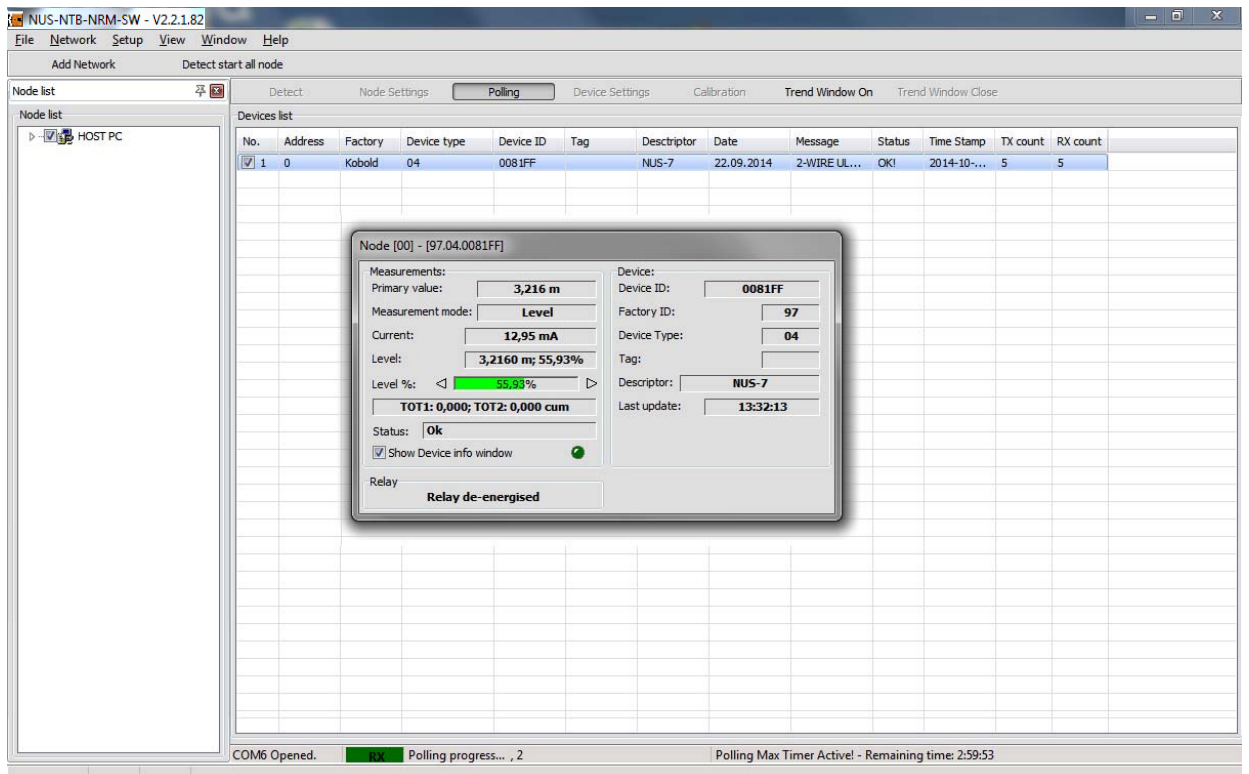 NUS-NTB-NRM-SW - V2.2.1.82
File Network Setup View Window Help
Add Network Detect start all node
Node list
Detect Node Settings Polling Device Settings Calibration Trend Window On Trend Window Close
Node list
HOST PC
Devices list
No. Address Factory Device type Device ID Tag Desctriptor Date Message Status Time Stamp TX count RX count
1 0 Kobold 04 0081FF NUS-7 22.09.2014 2-WIRE UL... OK! 2014-10-... 5 5
Node [00] - [97.04.0081FF]
Measurements:
Primary value: 3,216 m
Measurement mode: Level
Current: 12,95 mA
Level: 3,2160 m; 55,93%
Level %: 55,93%
TOT1: 0,000; TOT2: 0,000 cum
Status: Ok
Show Device info window
Relay
Relay de-energised
Device:
Device ID: 0081FF
Factory ID: 97
Device Type: 04
Tag:
Descriptor: NUS-7
Last update: 13:32:13
COM6 Opened. RX Polling progress... , 2 Polling Max Timer Active! - Remaining time: 2:59:53